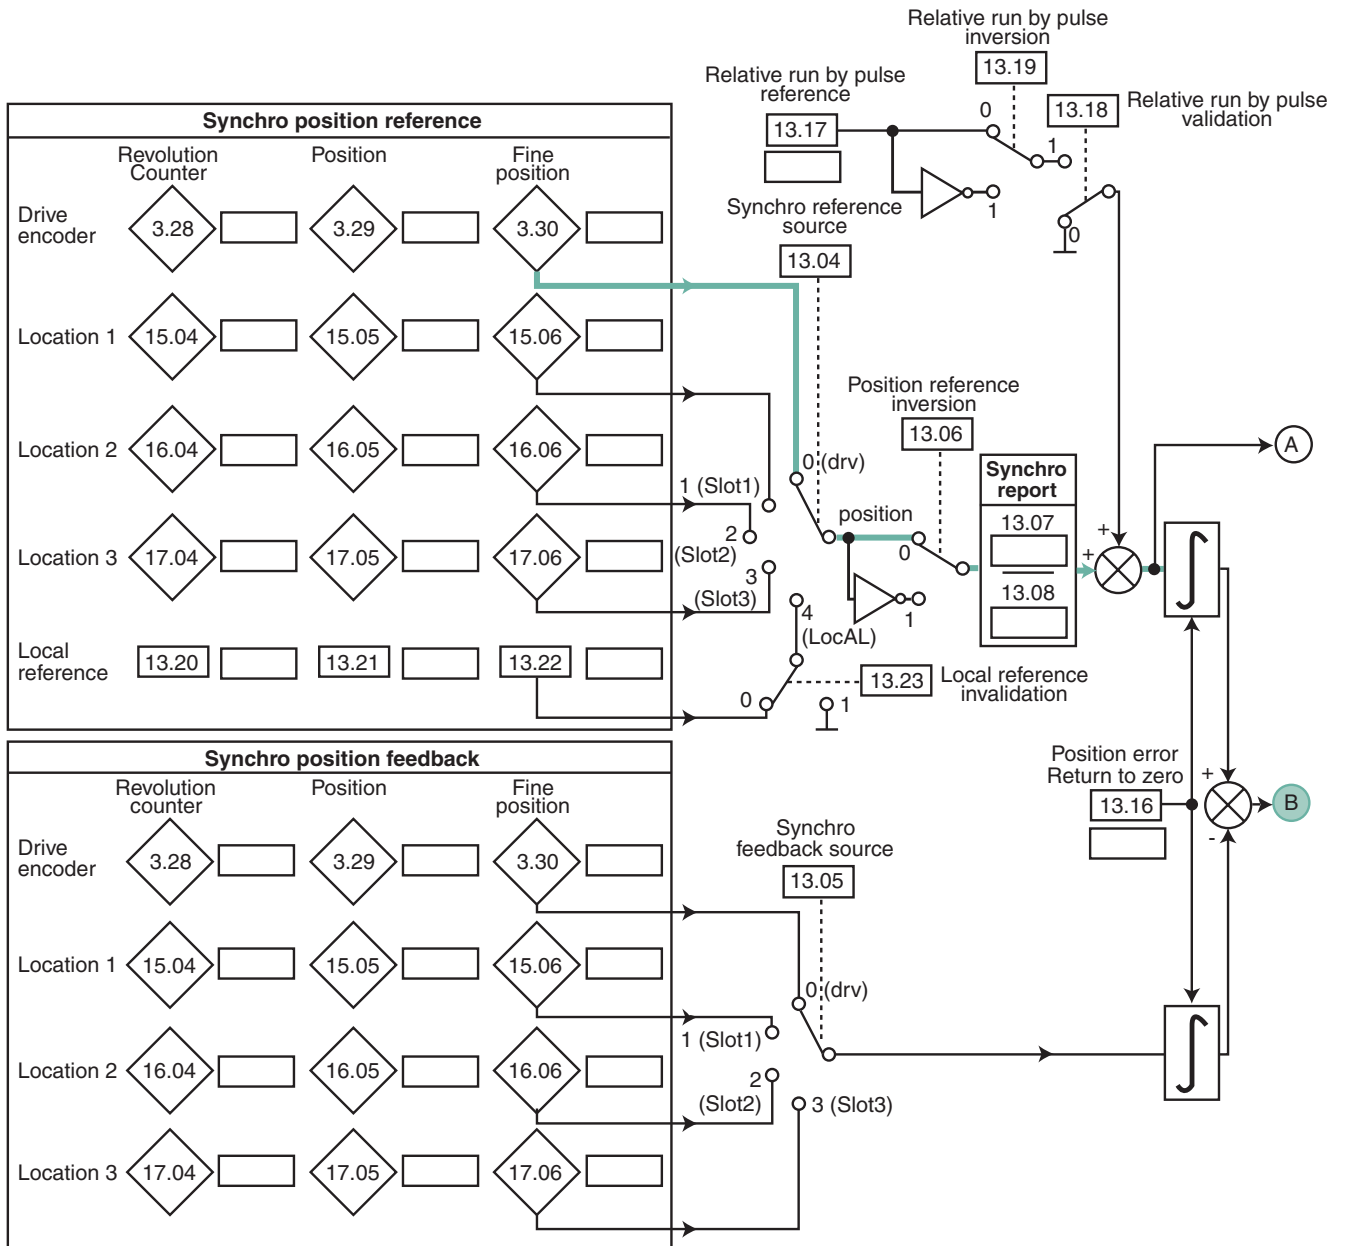 Relative run by pulse
inversion
13.19
Relative run by pulse
reference
13.17
0
1
13.18
Relative run by pulse
validation
1
0
Synchro reference
source
13.04
Synchro position reference
Revolution
Counter
Position
Fine
position
Drive
encoder
3.28
3.29
3.30
Location 1
15.04
15.05
15.06
Location 2
16.04
16.05
16.06
Location 3
17.04
17.05
17.06
Local
reference
13.20
13.21
13.22
0 (drv)
1 (Slot1)
2
(Slot2)
3
(Slot3)
4
(LocAL)
0
1
13.23
Local reference
invalidation
position
0
1
Position reference
inversion
13.06
Synchro
report
13.07
13.08
+
+
A
Position error
Return to zero
13.16
+
-
B
Synchro position feedback
Revolution
counter
Position
Fine
position
Drive
encoder
3.28
3.29
3.30
Location 1
15.04
15.05
15.06
Location 2
16.04
16.05
16.06
Location 3
17.04
17.05
17.06
Synchro
feedback source
13.05
0 (drv)
1 (Slot1)
2
(Slot2)
3 (Slot3)